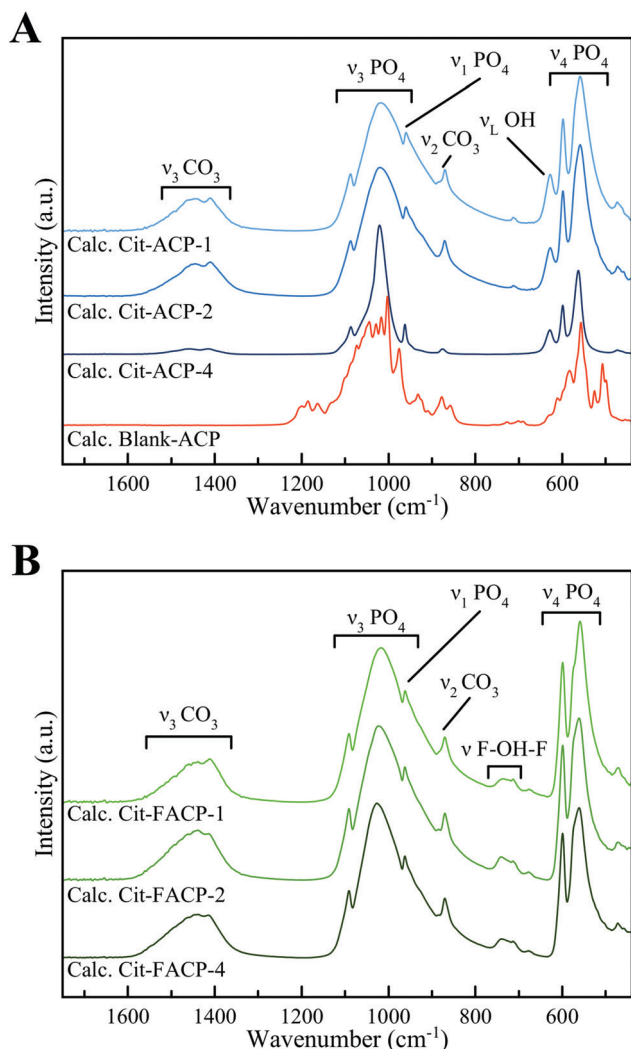 A
ν3 PO4
ν1 PO4
ν4 PO4
ν2 CO3
νL OH
ν3 CO3
Calc. Cit-ACP-1
Calc. Cit-ACP-2
Calc. Cit-ACP-4
Calc. Blank-ACP
Intensity (a.u.)
1600 1400 1200 1000 800 600
Wavenumber (cm-1)
B
ν1 PO4
ν4 PO4
ν3 PO4
ν2 CO3
ν3 CO3
ν F-OH-F
Calc. Cit-FACP-1
Calc. Cit-FACP-2
Calc. Cit-FACP-4
Intensity (a.u.)
1600 1400 1200 1000 800 600
Wavenumber (cm-1)